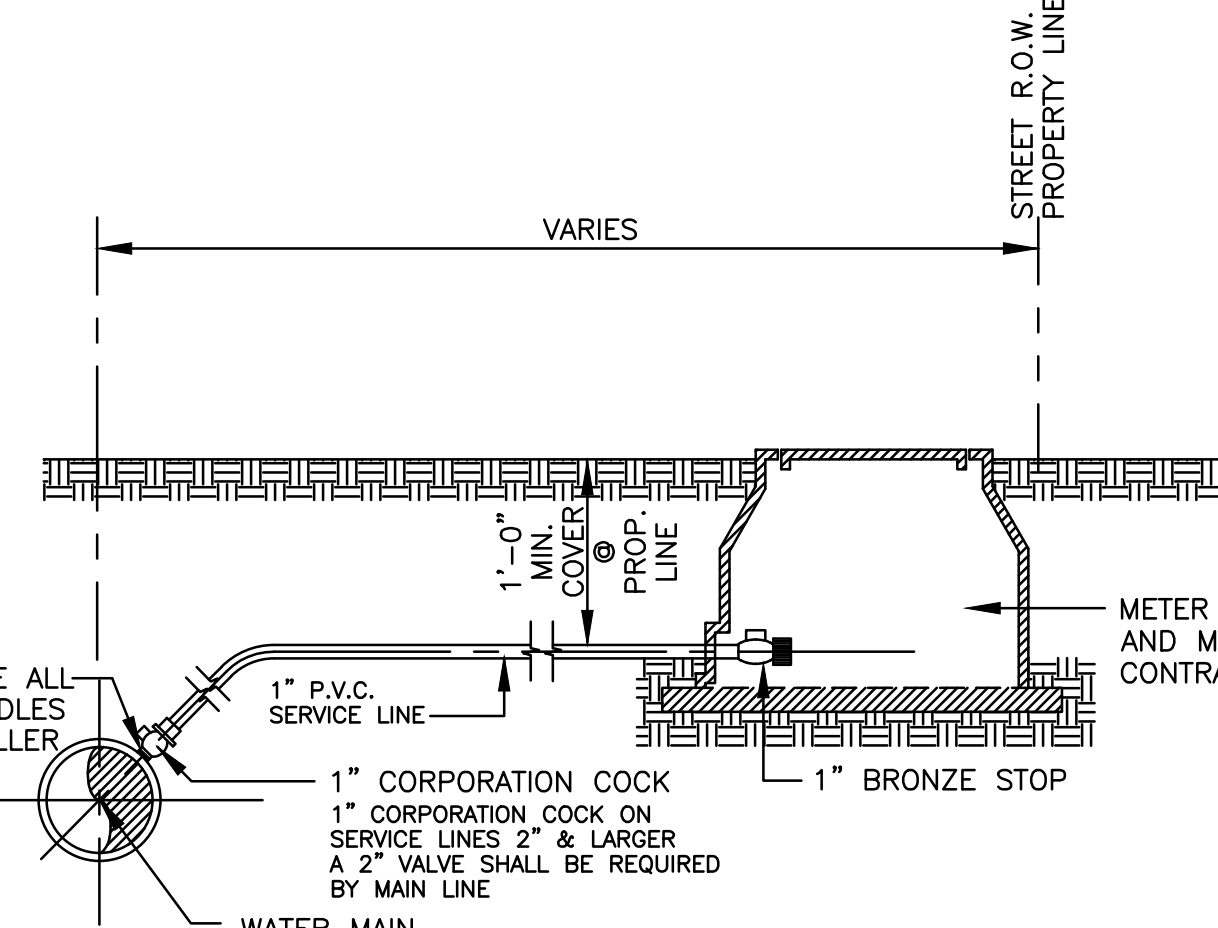 STREET R.O.W.
PROPERTY LINE
VARIES
1'-0"
MIN.
COVER
@
PROP.
LINE
METER
AND M
CONTRA
E ALL
DLES
LLER
1" P.V.C.
SERVICE LINE
1" CORPORATION COCK
1" CORPORATION COCK ON
SERVICE LINES 2" & LARGER
A 2" VALVE SHALL BE REQUIRED
BY MAIN LINE
1" BRONZE STOP
WATER MAIN